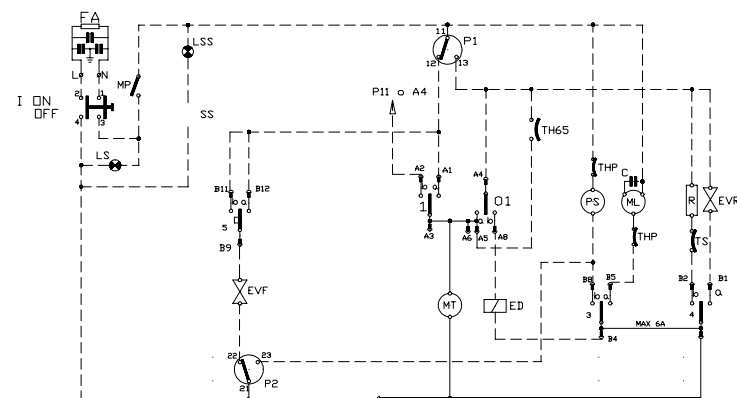 FA
L N
2 1
I ON
OFF
4 3
MP
LS
LSS
SS
11
P1
12 13
P11 A4
TH65
A2 A1
1
A3
A4
01
a
A6 A5 A8
B11 B12
a
5
B9
EVF
22 23
P2
21
MT
ED
THP
C
PS
ML
THP
R
EVR
TS
B8 B5
b a
3
B4
MAX 6A
B2 B1
b a
4